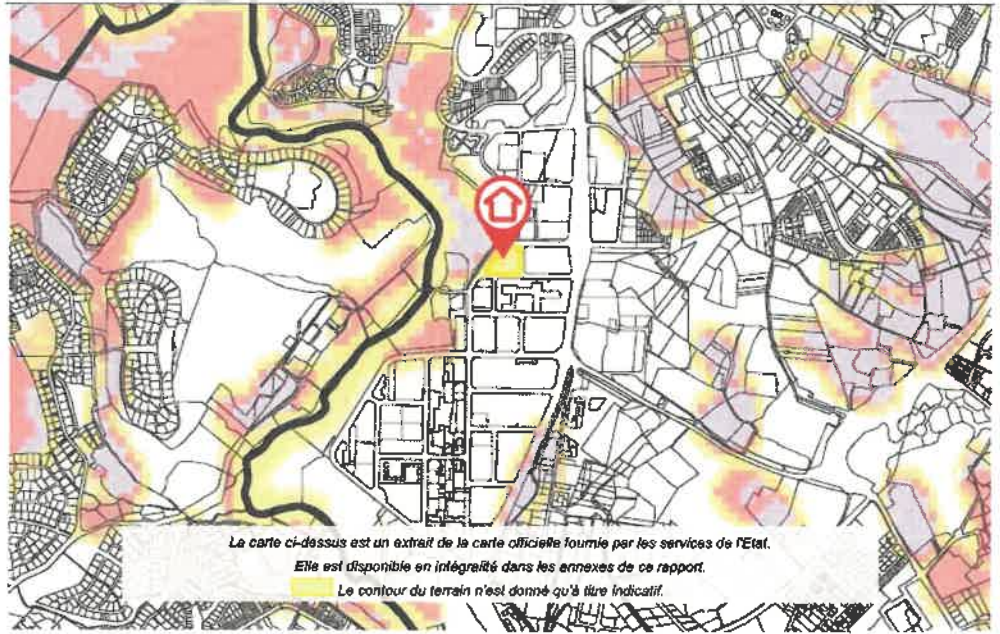 La carte ci-dessus est un extrait de la carte officielle fournie par les services de l'Etat.
Elle est disponible en intégralité dans les annexes de ce rapport.
Le contour du terrain n'est donné qu'à titre indicatif.